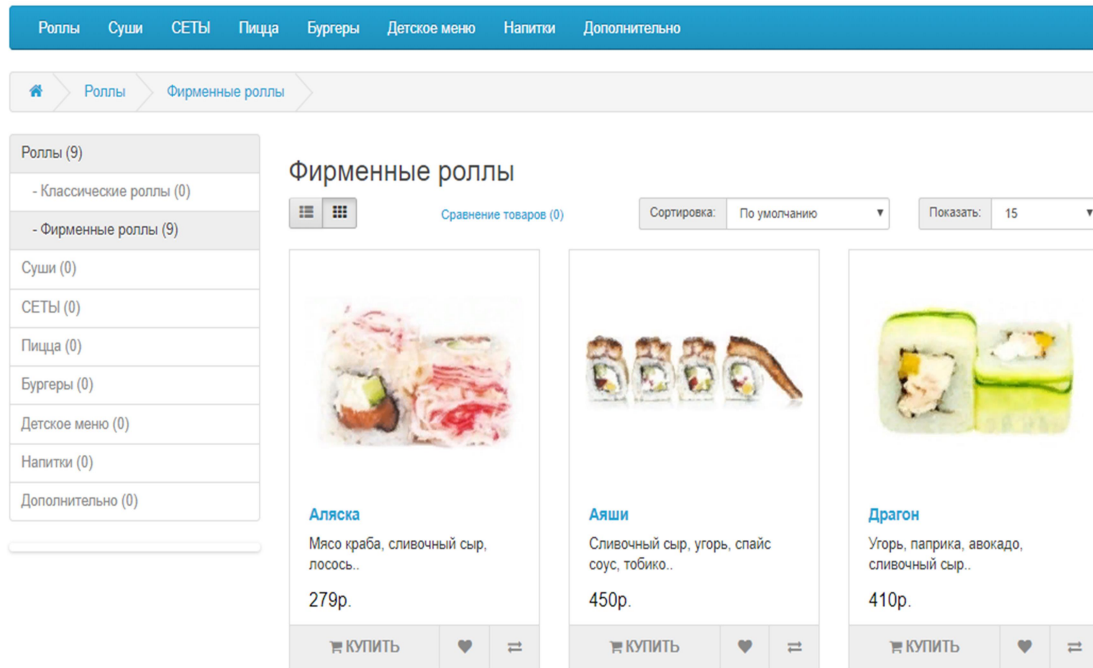 Роллы Суши СЕТЫ Пицца Бургеры Детское меню Напитки Дополнительно
Роллы Фирменные роллы
Роллы (9)
- Классические роллы (0)
- Фирменные роллы (9)
Суши (0)
СЕТЫ (0)
Пицца (0)
Бургеры (0)
Детское меню (0)
Напитки (0)
Дополнительно (0)
Фирменные роллы
Сравнение товаров (0) Сортировка: По умолчанию Показать: 15
Аляска
Мясо краба, сливочный сыр,
лосось..
279р.
КУПИТЬ
Аяши
Сливочный сыр, угорь, спайс
соус, тобико..
450р.
КУПИТЬ
Драгон
Угорь, паприка, авокадо,
сливочный сыр..
410р.
КУПИТЬ